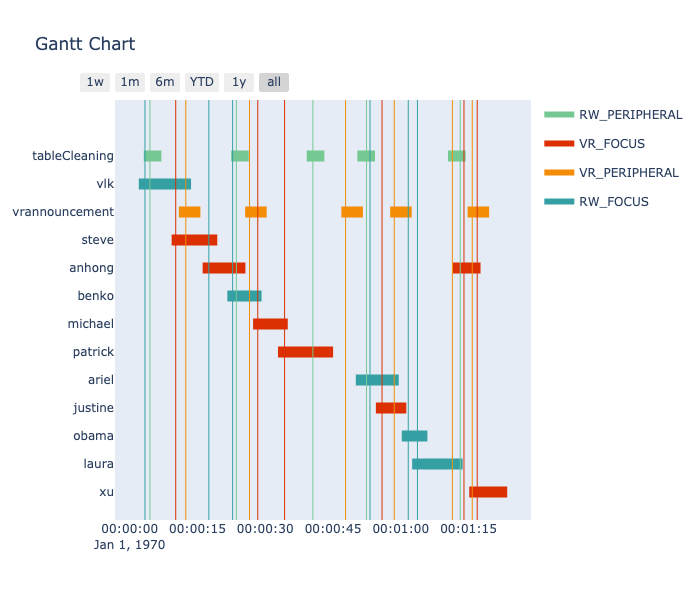 Gantt Chart
1w 1m 6m YTD 1y all
RW_PERIPHERAL
VR_FOCUS
VR_PERIPHERAL
RW_FOCUS
tableCleaning
vlk
vrannouncement
steve
anhong
benko
michael
patrick
ariel
justine
obama
laura
xu
00:00:00 00:00:15 00:00:30 00:00:45 00:01:00 00:01:15
Jan 1, 1970